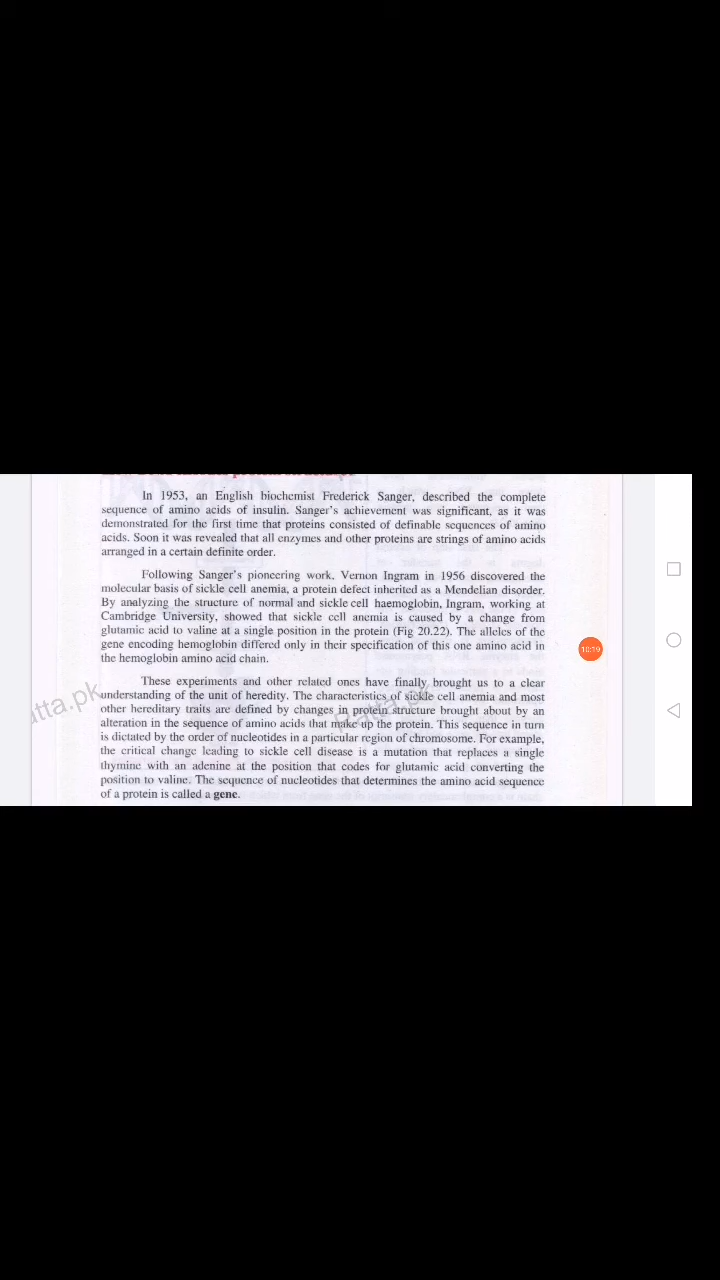 In 1953, an English biochemist Frederick Sanger, described the complete
sequence of amino acids of insulin. Sanger's achievement was significant, as it was
demonstrated for the first time that proteins consisted of definable sequences of amino
acids. Soon it was revealed that all enzymes and other proteins are strings of amino acids
arranged in a certain definite order.
Following Sanger's pioneering work, Vernon Ingram in 1956 discovered the
molecular basis of sickle cell anemia, a protein defect inherited as a Mendelian disorder.
By analyzing the structure of normal and sickle cell haemoglobin, Ingram, working at
Cambridge University, showed that sickle cell anemia is caused by a change from
glutamic acid to valine at a single position in the protein (Fig 20.22). The alleles of the
gene encoding hemoglobin differed only in their specification of this one amino acid in
the hemoglobin amino acid chain.
10:19
These experiments and other related ones have finally brought us to a clear
understanding of the unit of heredity. The characteristics of sickle cell anemia and most
other hereditary traits are defined by changes in protein structure brought about by an
alteration in the sequence of amino acids that make up the protein. This sequence in turn
is dictated by the order of nucleotides in a particular region of chromosome. For example,
the critical change leading to sickle cell disease is a mutation that replaces a single
thymine with an adenine at the position that codes for glutamic acid converting the
position to valine. The sequence of nucleotides that determines the amino acid sequence
of a protein is called a gene.
atta.pk
Ratta.pk